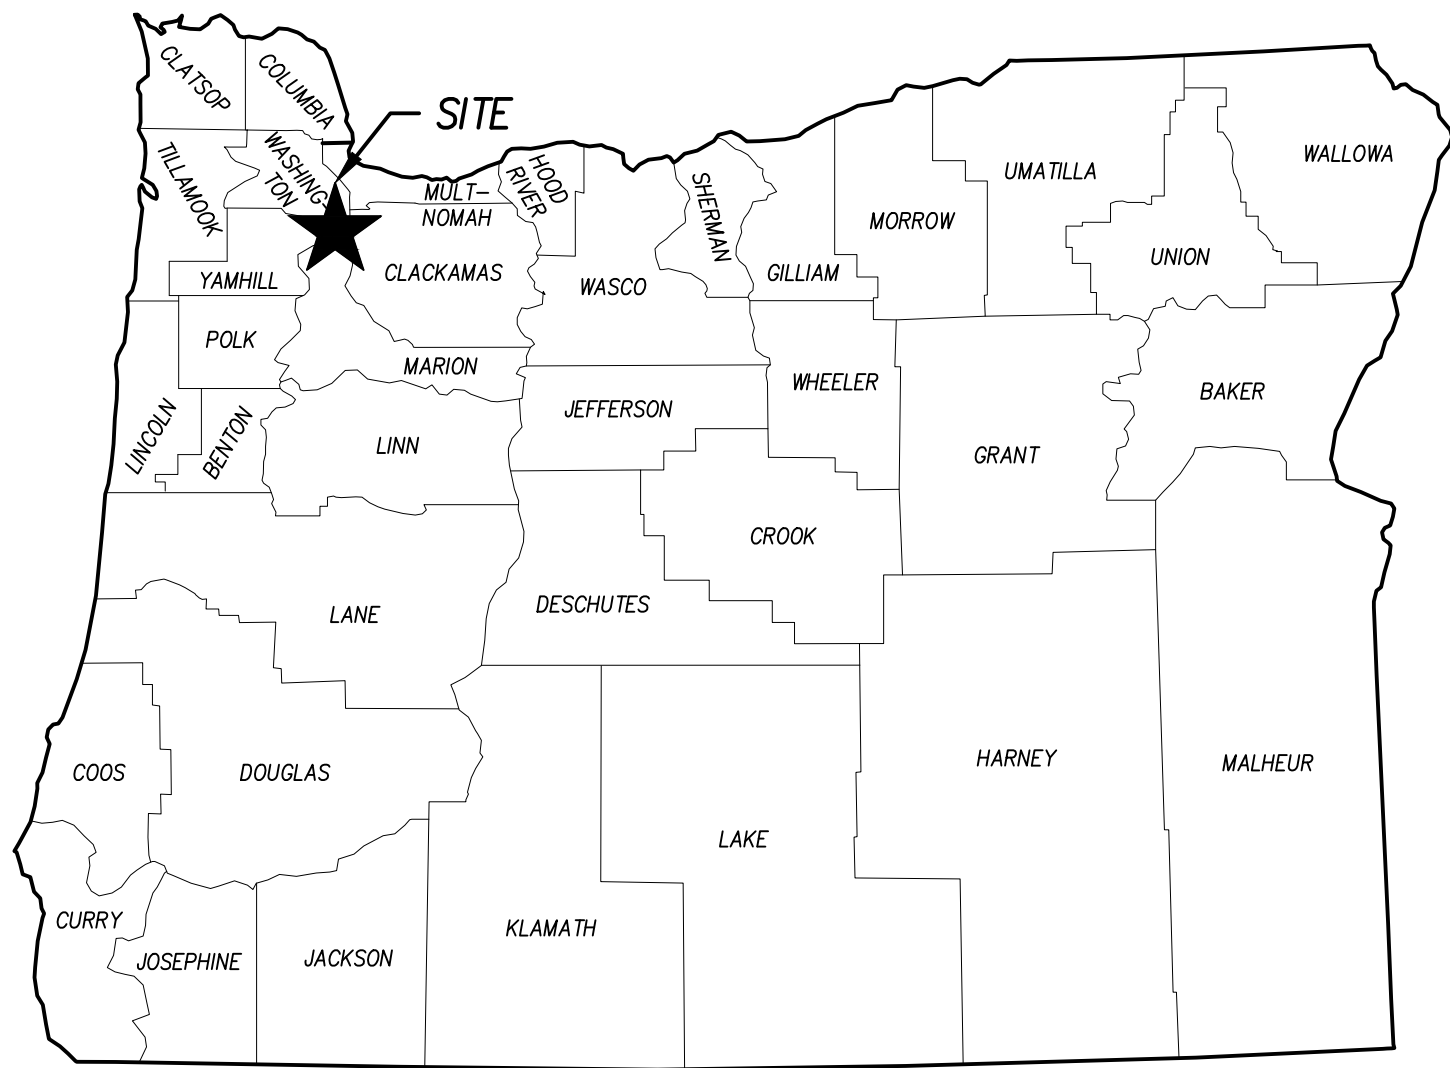 CLATSOP
COLUMBIA
SITE
TILLAMOOK
WASHING-
TON
MULT-
NOMAH
HOOD
RIVER
SHERMAN
UMATILLA
WALLOWA
MORROW
UNION
YAMHILL
CLACKAMAS
WASCO
GILLIAM
POLK
MARION
WHEELER
BAKER
LINCOLN
BENTON
LINN
JEFFERSON
GRANT
CROOK
LANE
DESCHUTES
COOS
DOUGLAS
HARNEY
MALHEUR
LAKE
CURRY
KLAMATH
JOSEPHINE
JACKSON